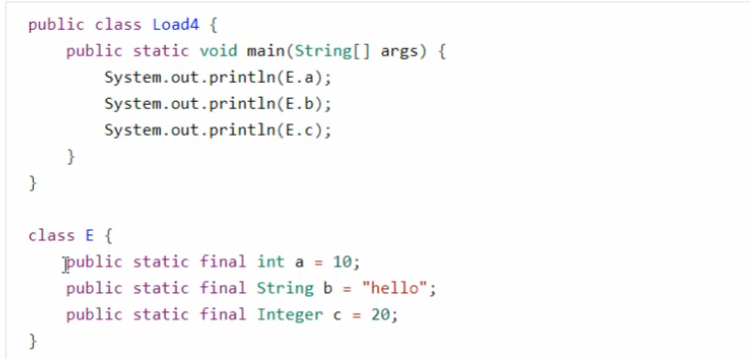 public class Load4 {
    public static void main(String[] args) {
        System.out.println(E.a);
        System.out.println(E.b);
        System.out.println(E.c);
    }
}
class E {
    public static final int a = 10;
    public static final String b = "hello";
    public static final Integer c = 20;
}